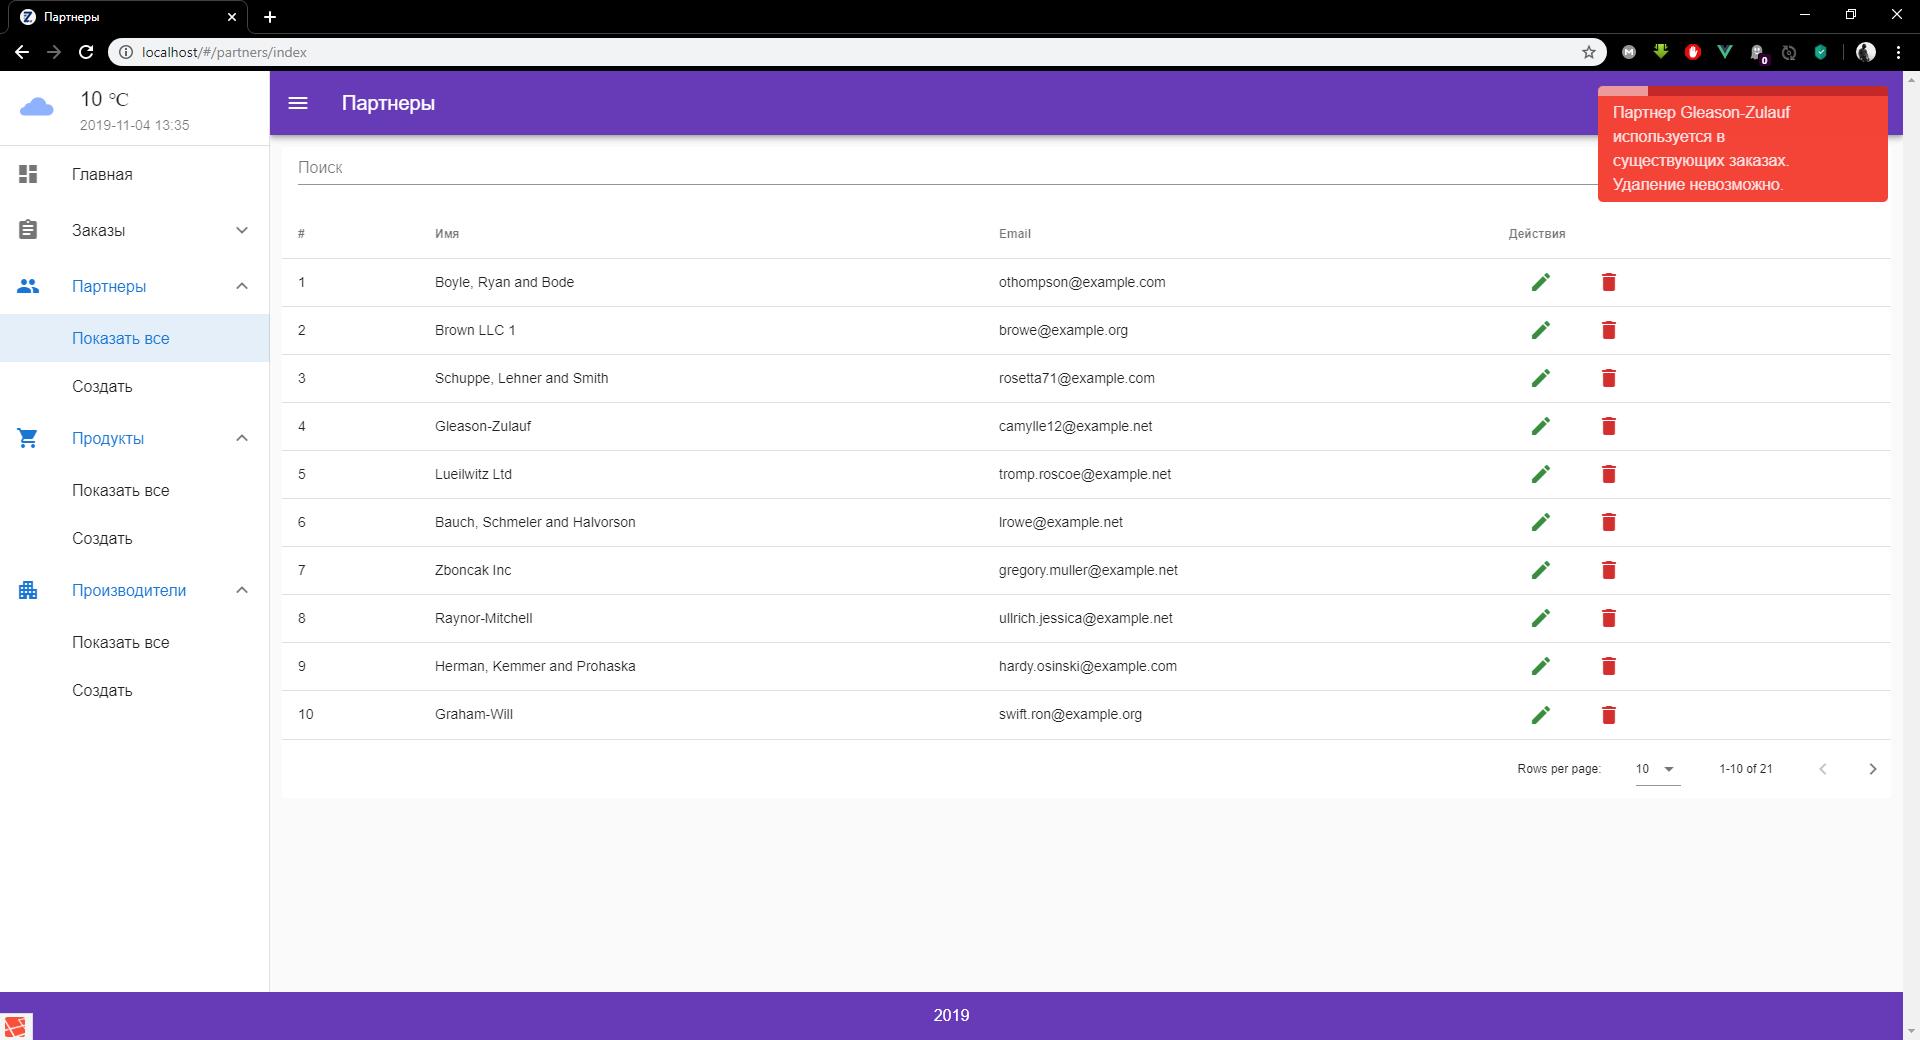 Партнеры
localhost/#/partners/index
0
10 °C
2019-11-04 13:35
Главная
Заказы
Партнеры
Показать все
Создать
Продукты
Показать все
Создать
Производители
Показать все
Создать
Партнеры
Партнер Gleason-Zulauf
используется в
существующих заказах.
Удаление невозможно.
Поиск
# Имя Email Действия
1 Boyle, Ryan and Bode othompson@example.com
2 Brown LLC 1 browe@example.org
3 Schuppe, Lehner and Smith rosetta71@example.com
4 Gleason-Zulauf camylle12@example.net
5 Lueilwitz Ltd tromp.roscoe@example.net
6 Bauch, Schmeler and Halvorson lrowe@example.net
7 Zboncak Inc gregory.muller@example.net
8 Raynor-Mitchell ullrich.jessica@example.net
9 Herman, Kemmer and Prohaska hardy.osinski@example.com
10 Graham-Will swift.ron@example.org
Rows per page: 10 1-10 of 21
2019